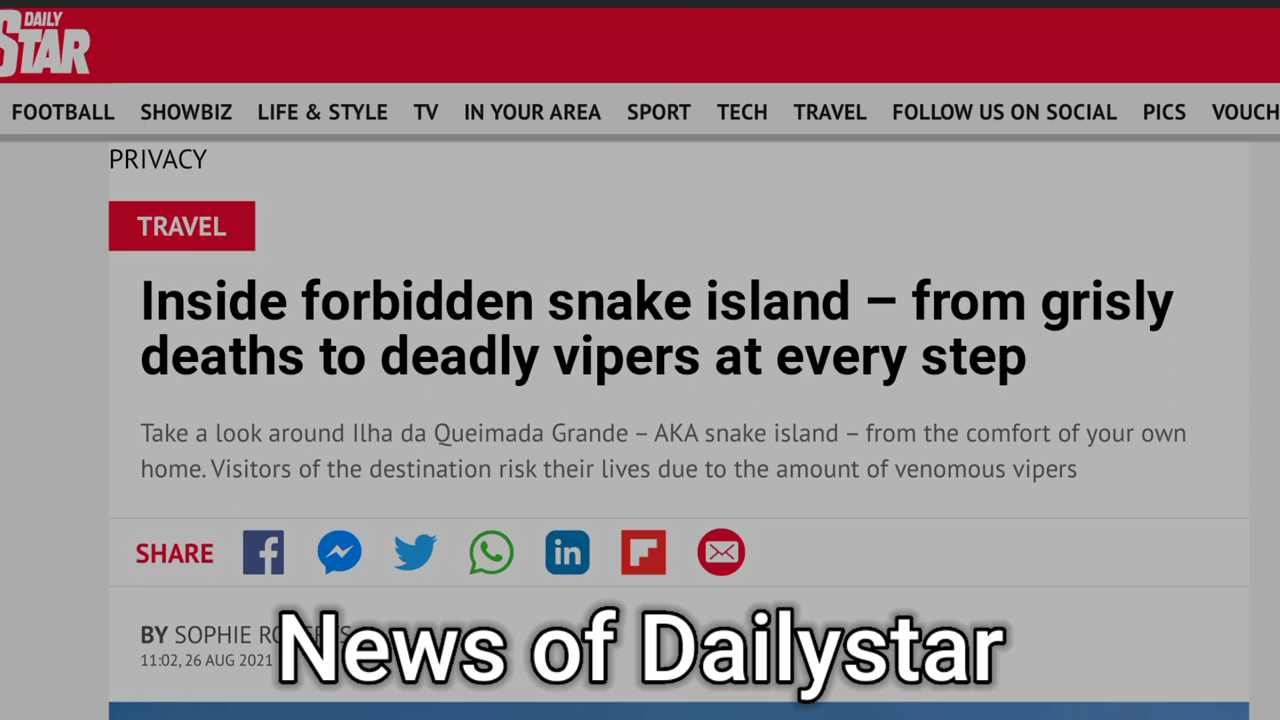 DAILY
STAR
FOOTBALL SHOWBIZ LIFE & STYLE TV IN YOUR AREA SPORT TECH TRAVEL FOLLOW US ON SOCIAL PICS VOUCH
PRIVACY
TRAVEL
Inside forbidden snake island – from grisly
deaths to deadly vipers at every step
Take a look around Ilha da Queimada Grande – AKA snake island – from the comfort of your own
home. Visitors of the destination risk their lives due to the amount of venomous vipers
SHARE
BY SOPHIE
11:02, 26 AUG 2021
News of Dailystar